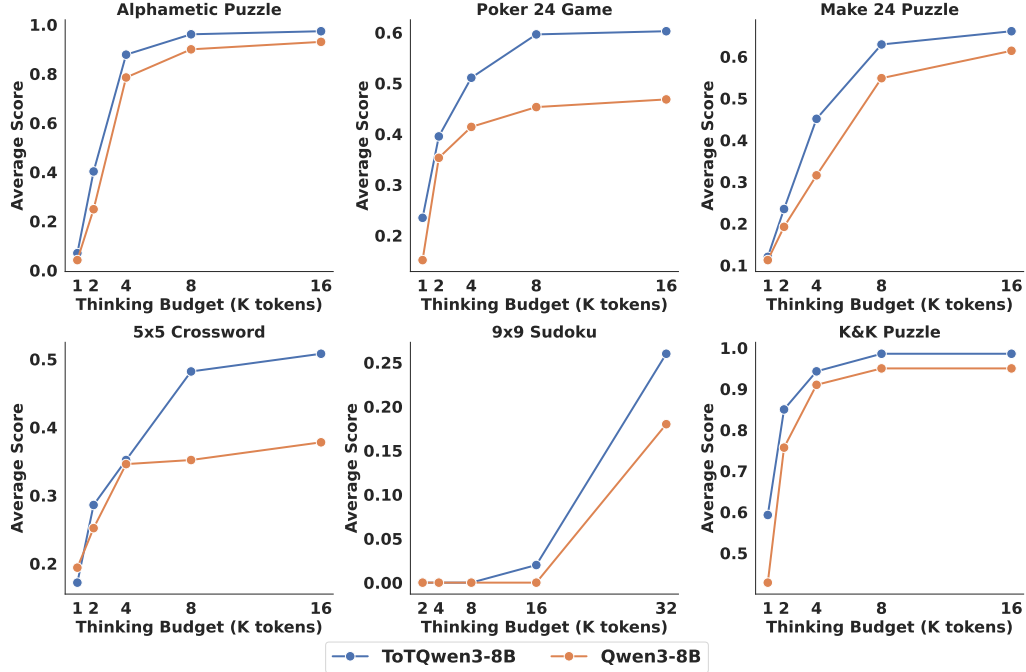 Alphametic Puzzle
Average Score
1.0
0.8
0.6
0.4
0.2
0.0
1 2 4 8 16
Thinking Budget (K tokens)
Poker 24 Game
Average Score
0.6
0.5
0.4
0.3
0.2
1 2 4 8 16
Thinking Budget (K tokens)
Make 24 Puzzle
Average Score
0.6
0.5
0.4
0.3
0.2
0.1
1 2 4 8 16
Thinking Budget (K tokens)
5x5 Crossword
Average Score
0.5
0.4
0.3
0.2
1 2 4 8 16
Thinking Budget (K tokens)
9x9 Sudoku
Average Score
0.25
0.20
0.15
0.10
0.05
0.00
2 4 8 16 32
Thinking Budget (K tokens)
K&K Puzzle
Average Score
1.0
0.9
0.8
0.7
0.6
0.5
1 2 4 8 16
Thinking Budget (K tokens)
ToTQwen3-8B Qwen3-8B